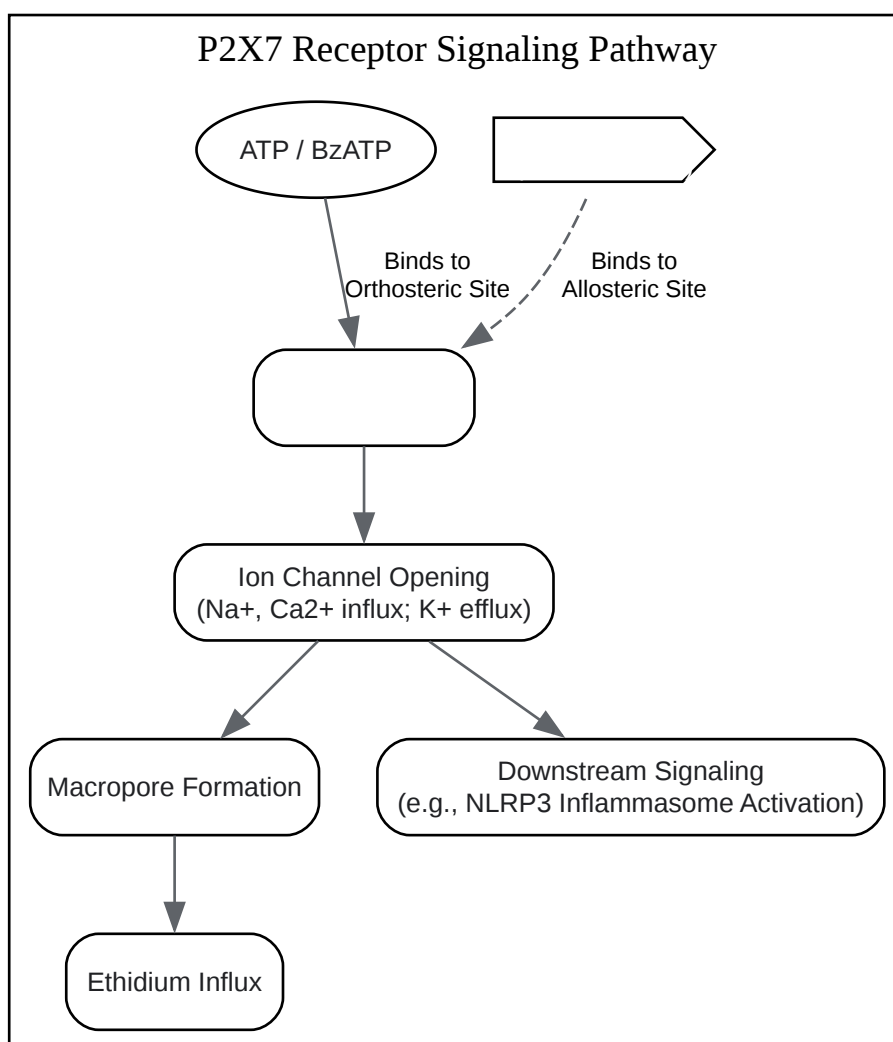 P2X7 Receptor Signaling Pathway
ATP / BzATP
Binds to
Orthosteric Site
Binds to
Allosteric Site
Ion Channel Opening
(Na+, Ca2+ influx; K+ efflux)
Macropore Formation
Downstream Signaling
(e.g., NLRP3 Inflammasome Activation)
Ethidium Influx